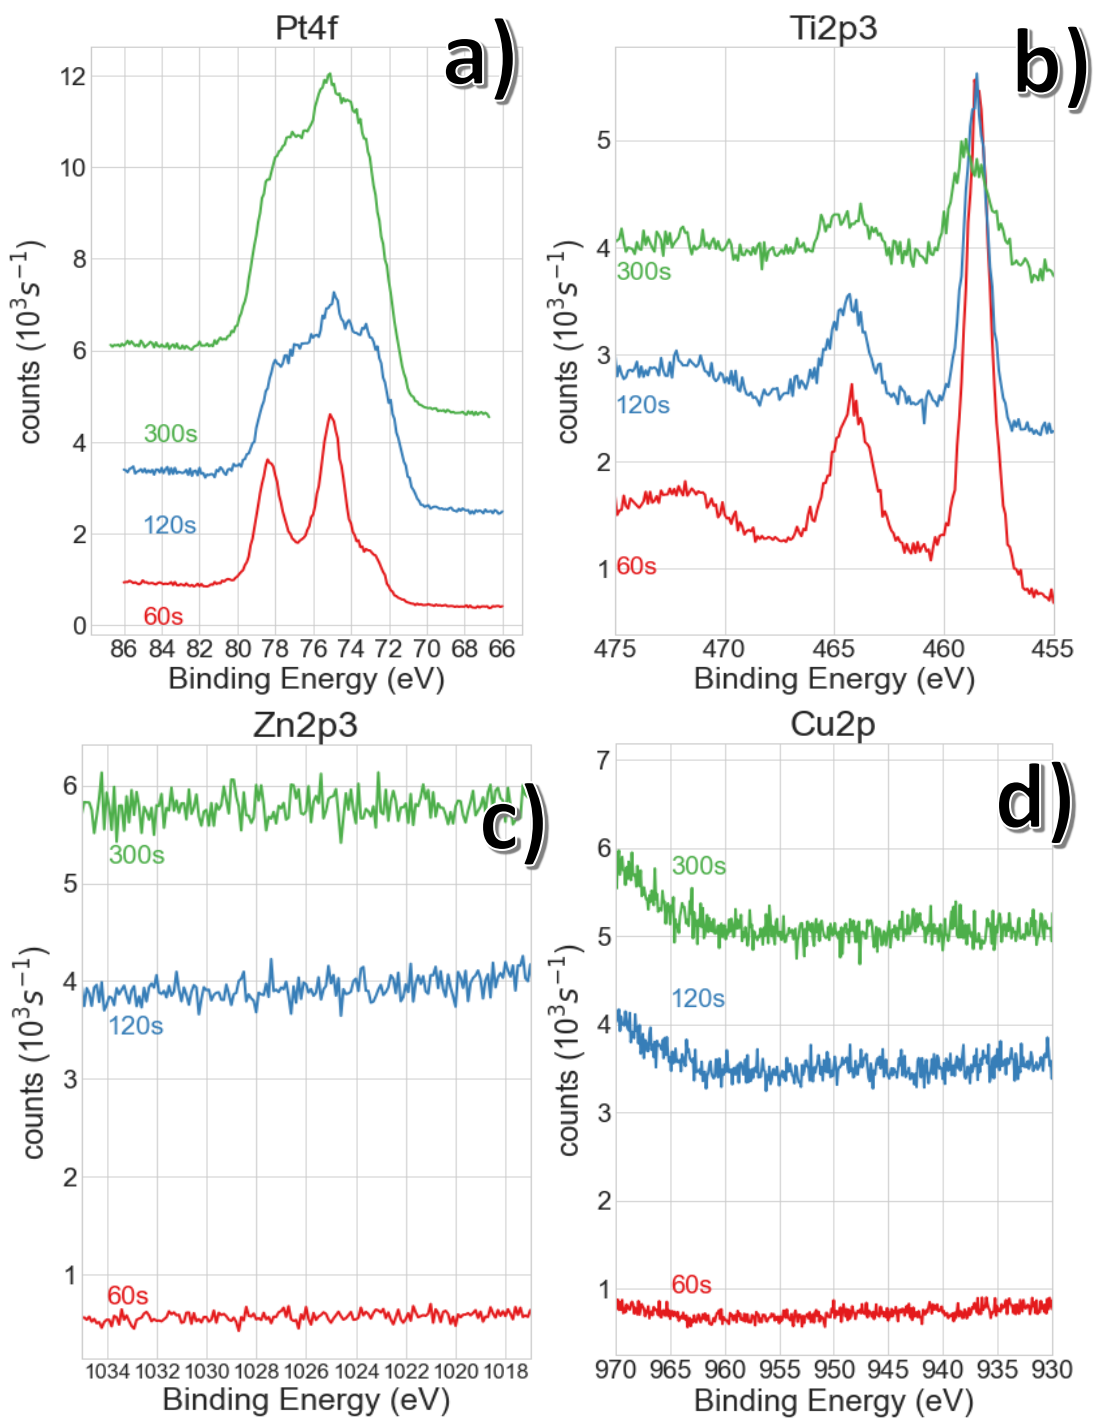 Pt4f
a)
12
10
8
6
4
2
0
counts (10³s⁻¹)
300s
120s
60s
86 84 82 80 78 76 74 72 70 68 66
Binding Energy (eV)
Ti2p3
b)
5
4
3
2
1
counts (10³s⁻¹)
300s
120s
60s
475 470 465 460 455
Binding Energy (eV)
Zn2p3
c)
6
5
4
3
2
1
counts (10³s⁻¹)
300s
120s
60s
1034 1032 1030 1028 1026 1024 1022 1020 1018
Binding Energy (eV)
Cu2p
d)
7
6
5
4
3
2
1
counts (10³s⁻¹)
300s
120s
60s
970 965 960 955 950 945 940 935 930
Binding Energy (eV)